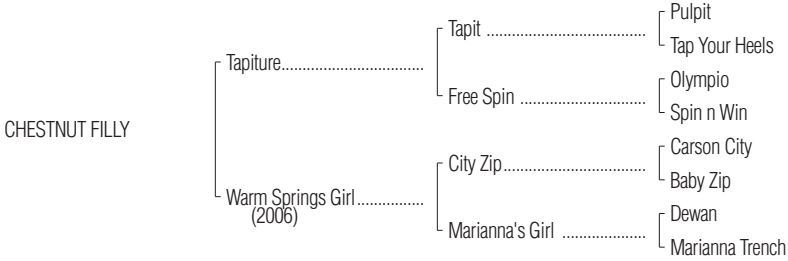 Pulpit
Tapit ......................................
Tap Your Heels
Tapiture..................................
Olympio
Free Spin ..............................
Spin n Win
CHESTNUT FILLY
Carson City
City Zip..................................
Baby Zip
Warm Springs Girl................
(2006)
Dewan
Marianna's Girl ....................
Marianna Trench